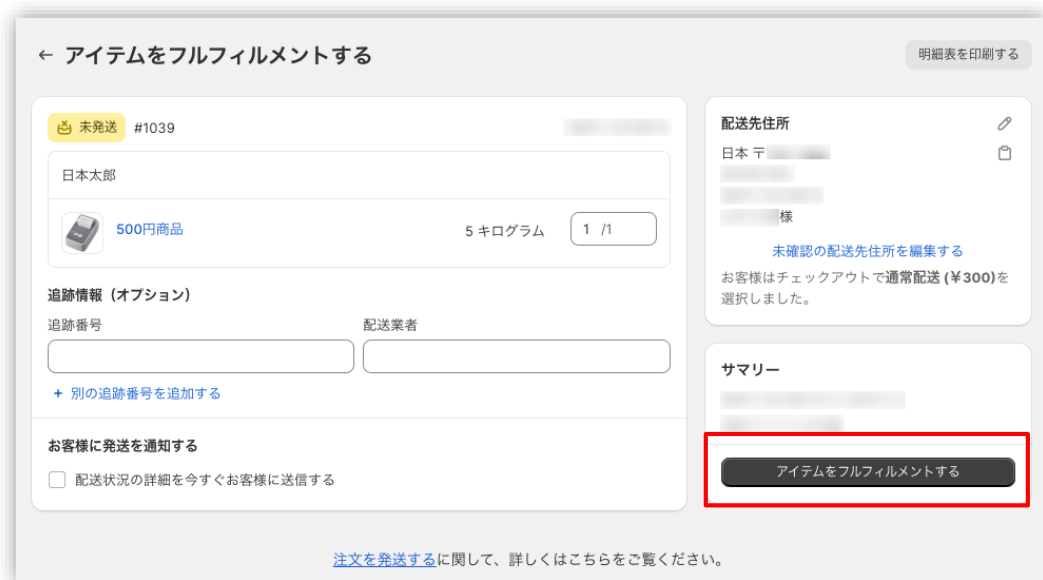 ← アイテムをフルフィルメントする
明細表を印刷する
未発送 #1039
日本太郎
500円商品 5 キログラム 1 /1
追跡情報（オプション）
追跡番号 配送業者
+ 別の追跡番号を追加する
お客様に発送を通知する
配送状況の詳細を今すぐお客様に送信する
配送先住所
日本 〒
様
未確認の配送先住所を編集する
お客様はチェックアウトで通常配送 (¥300)を
選択しました。
サマリー
アイテムをフルフィルメントする
注文を発送するに関して、詳しくはこちらをご覧ください。